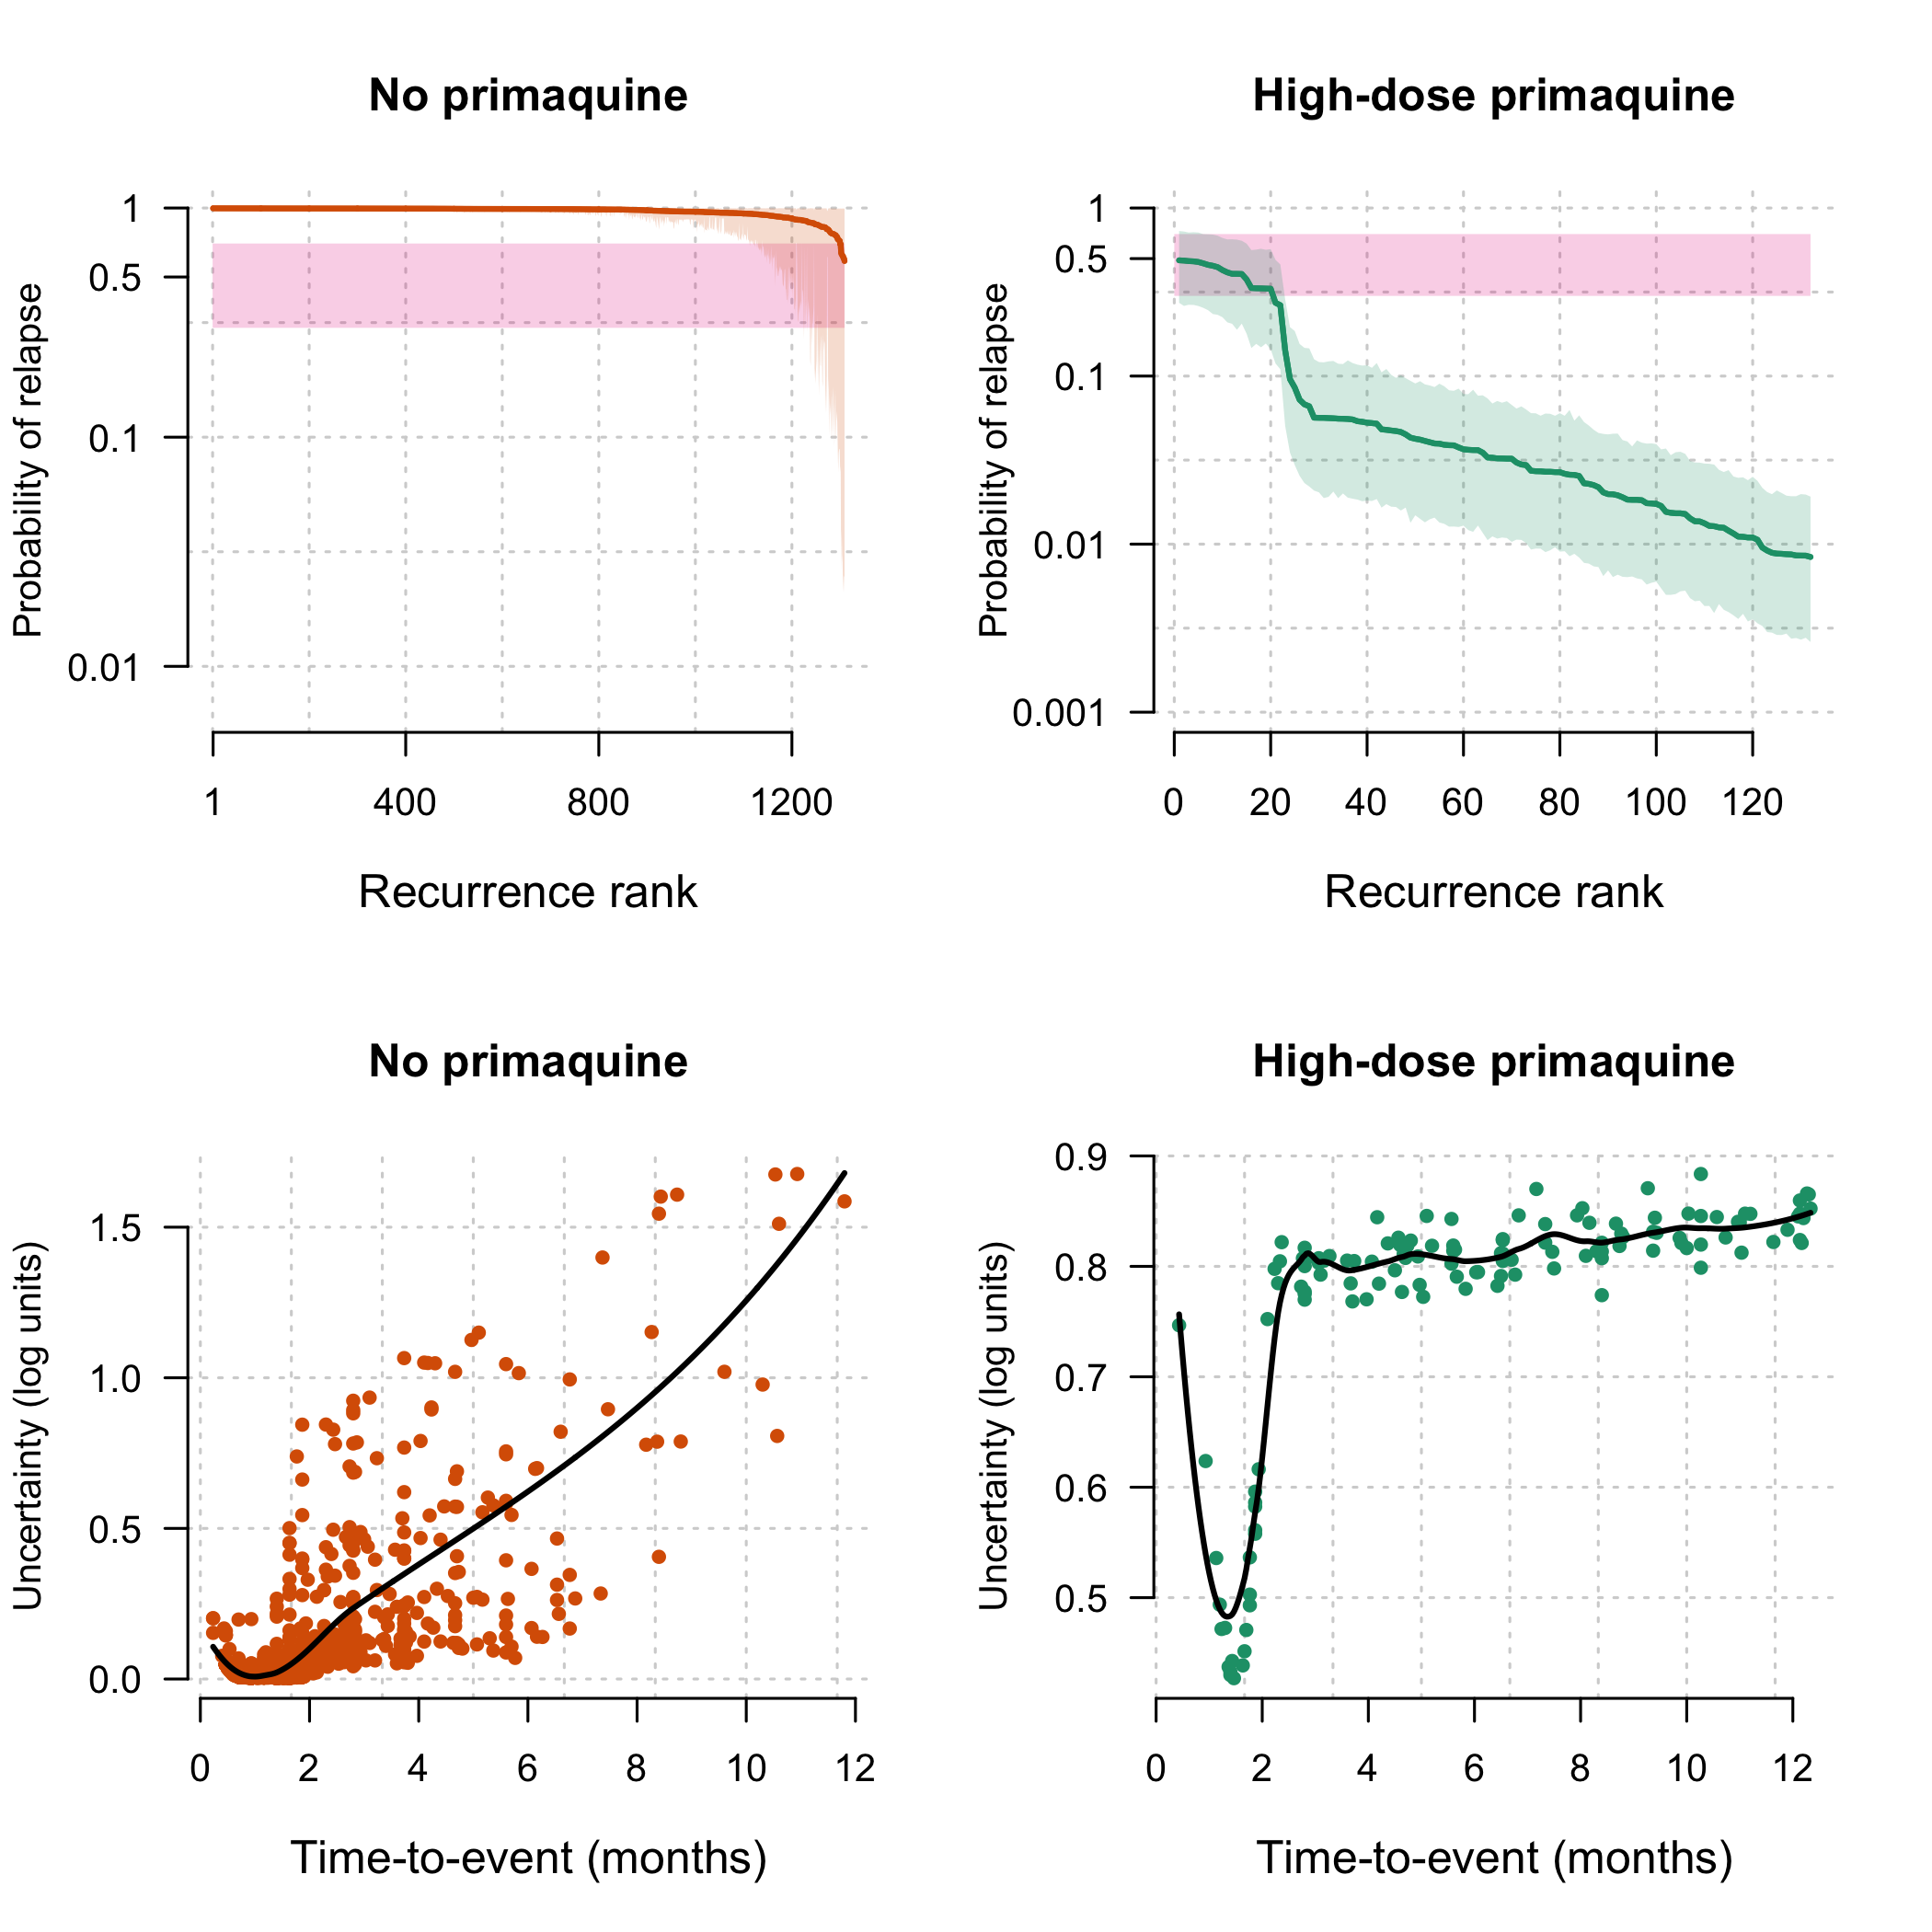 No primaquine
Probability of relapse
1
0.5
0.1
0.01
1 400 800 1200
Recurrence rank
High-dose primaquine
Probability of relapse
1
0.5
0.1
0.01
0.001
0 20 40 60 80 100 120
Recurrence rank
No primaquine
Uncertainty (log units)
1.5
1.0
0.5
0.0
0 2 4 6 8 10 12
Time-to-event (months)
High-dose primaquine
Uncertainty (log units)
0.9
0.8
0.7
0.6
0.5
0 2 4 6 8 10 12
Time-to-event (months)